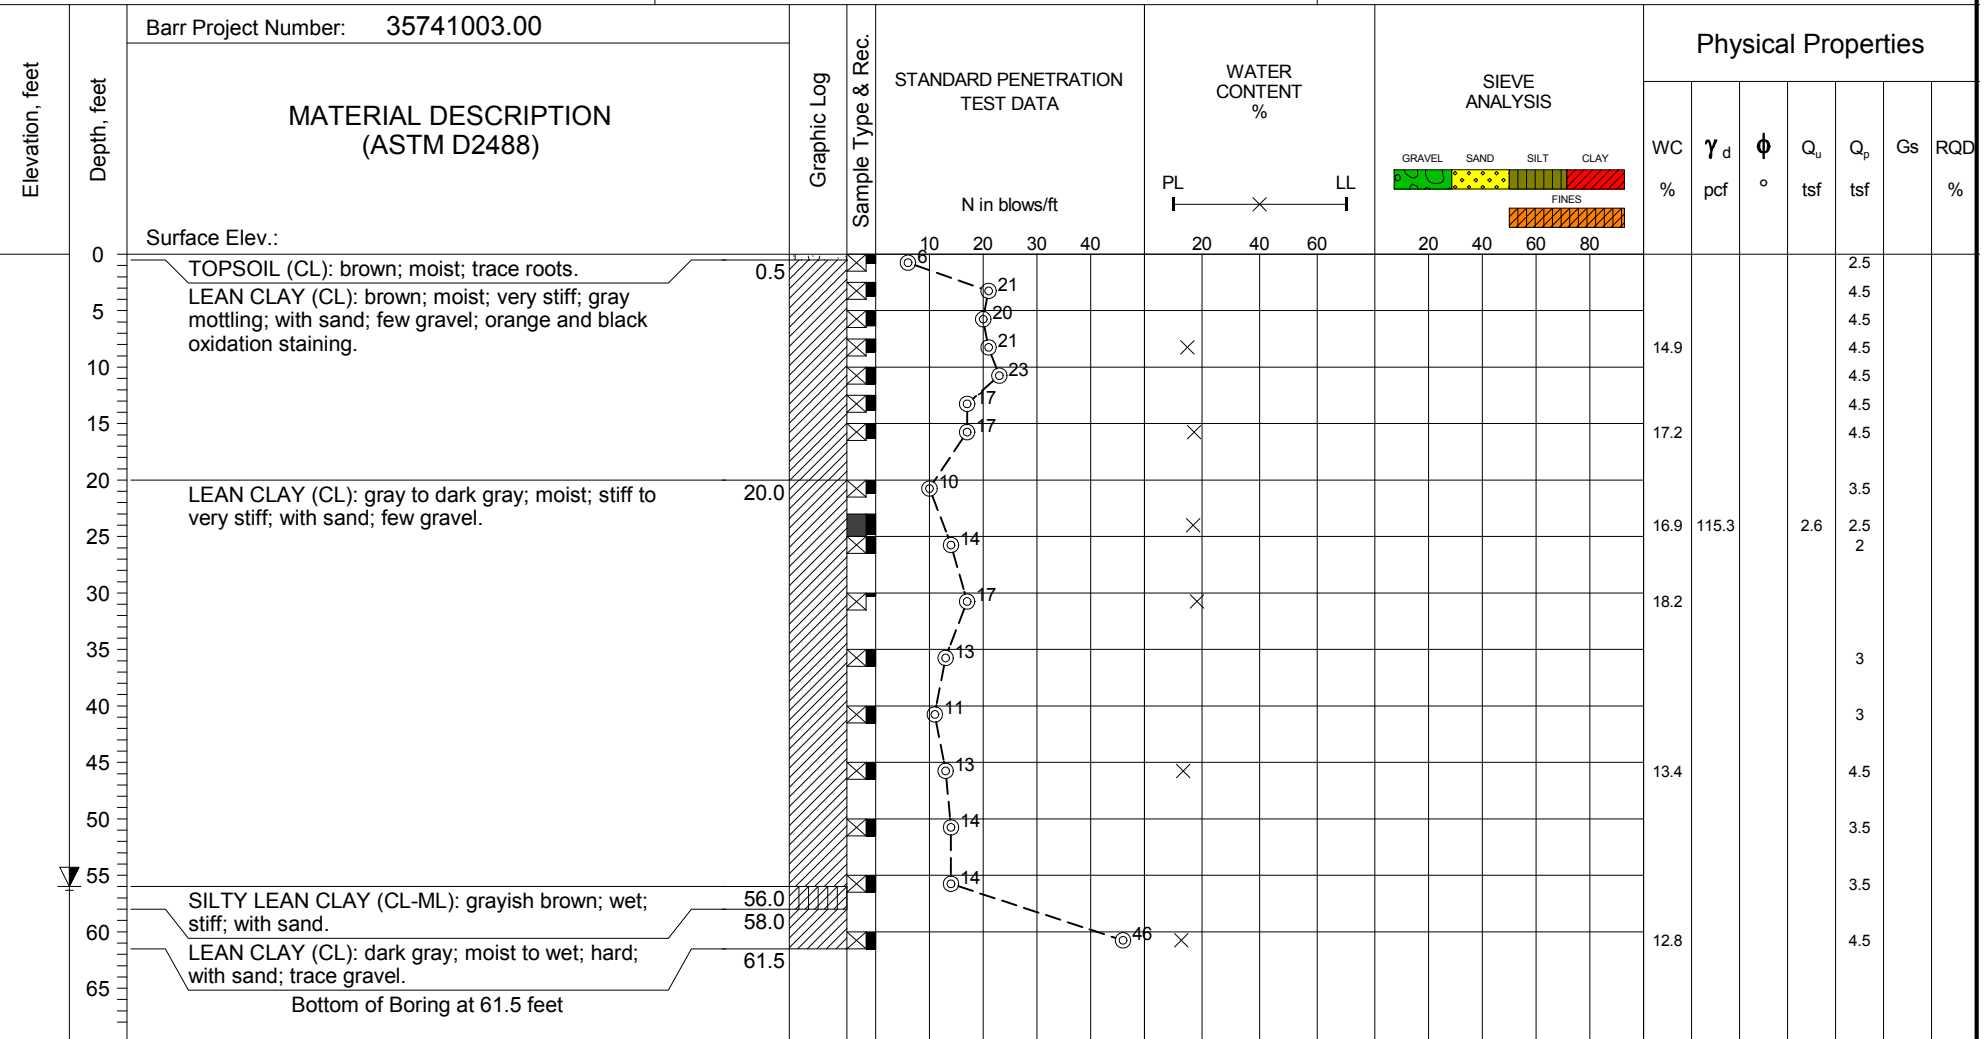 Barr Project Number: 35741003.00
Elevation, feet
Depth, feet
MATERIAL DESCRIPTION
(ASTM D2488)
Surface Elev.:
Graphic Log
Sample Type & Rec.
STANDARD PENETRATION
TEST DATA
N in blows/ft
10 20 30 40
WATER
CONTENT
%
PL LL
20 40 60
SIEVE
ANALYSIS
GRAVEL SAND SILT CLAY
FINES
20 40 60 80
Physical Properties
WC γ d ϕ Qu Qp Gs RQD
% pcf ° tsf tsf %
0
TOPSOIL (CL): brown; moist; trace roots. 0.5
6 2.5
LEAN CLAY (CL): brown; moist; very stiff; gray
mottling; with sand; few gravel; orange and black
oxidation staining.
21 4.5
5
20 4.5
21 14.9 4.5
10
23 4.5
17 4.5
15
17 17.2 4.5
20
LEAN CLAY (CL): gray to dark gray; moist; stiff to
very stiff; with sand; few gravel.
20.0
10 3.5
16.9 115.3 2.6 2.5
25
14 2
30
17 18.2
35
13 3
40
11 3
45
13 13.4 4.5
50
14 3.5
55
14 3.5
SILTY LEAN CLAY (CL-ML): grayish brown; wet; 56.0
stiff; with sand. 58.0
60
46 12.8 4.5
LEAN CLAY (CL): dark gray; moist to wet; hard; 61.5
with sand; trace gravel.
65
Bottom of Boring at 61.5 feet